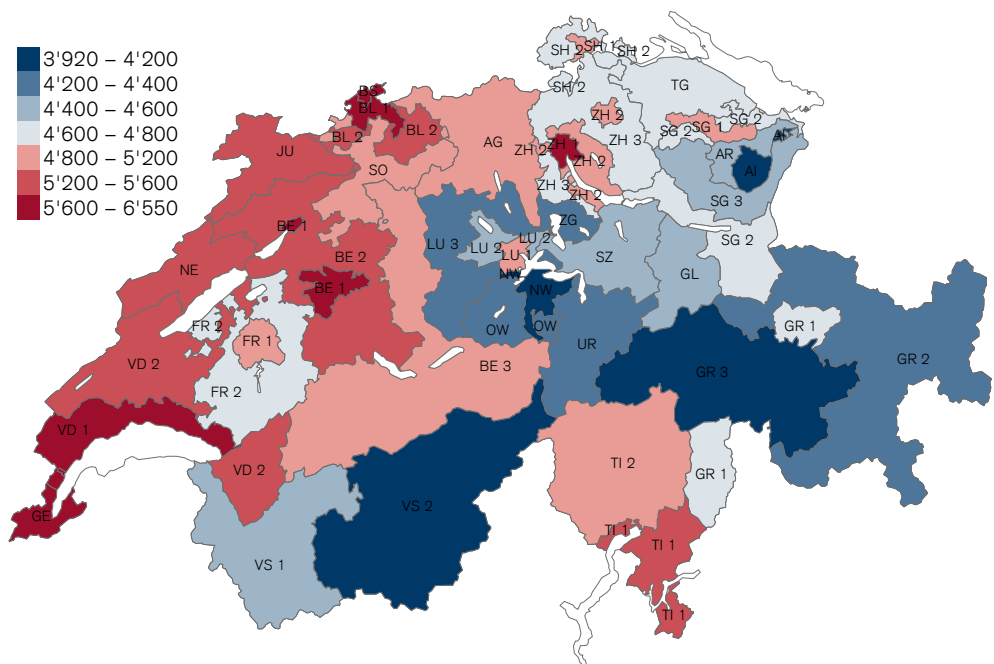 3'920 – 4'200
4'200 – 4'400
4'400 – 4'600
4'600 – 4'800
4'800 – 5'200
5'200 – 5'600
5'600 – 6'550
SH 2
SH 1
SH 2
SH 2
TG
BS
BL 1
BL 2
BL 2
JU
SO
AG
ZH 2
ZH 2
ZH 1
ZH 2
ZH 3
ZH 3
ZH 2
SG 2
SG 1
SG 2
AR
AI
SG 3
SG 2
BE 1
BE 2
BE 1
NE
LU 3
LU 2
LU 2
LU 1
ZG
SZ
GL
NW
NW
OW
OW
UR
FR 2
FR 1
FR 2
VD 2
BE 3
GR 1
GR 2
GR 3
VD 1
VD 2
GE
VS 1
VS 2
TI 2
GR 1
TI 1
TI 1
TI 1